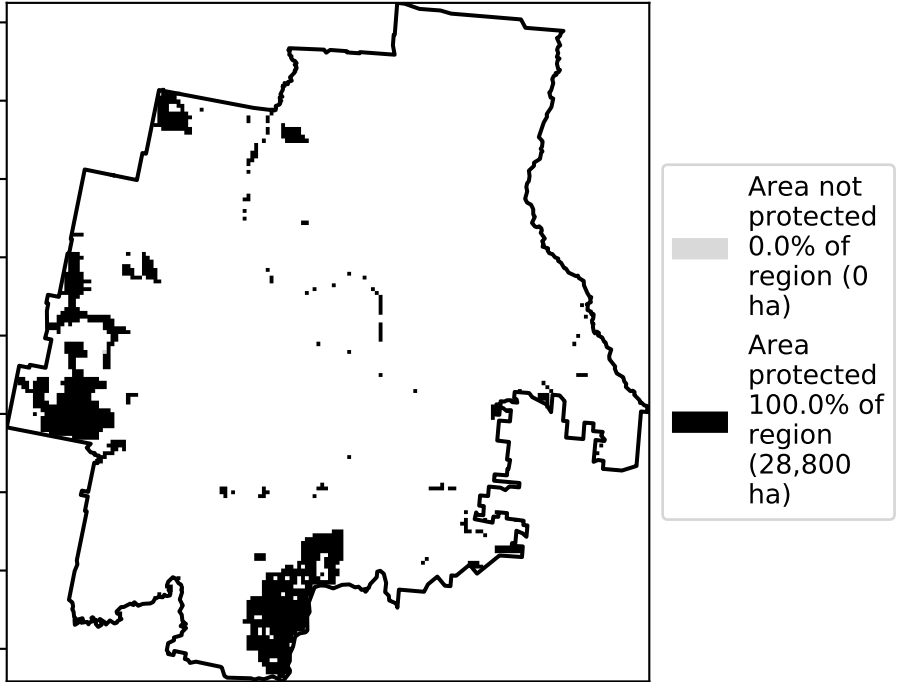 Area not
protected
0.0% of
region (0
ha)
Area
protected
100.0% of
region
(28,800
ha)